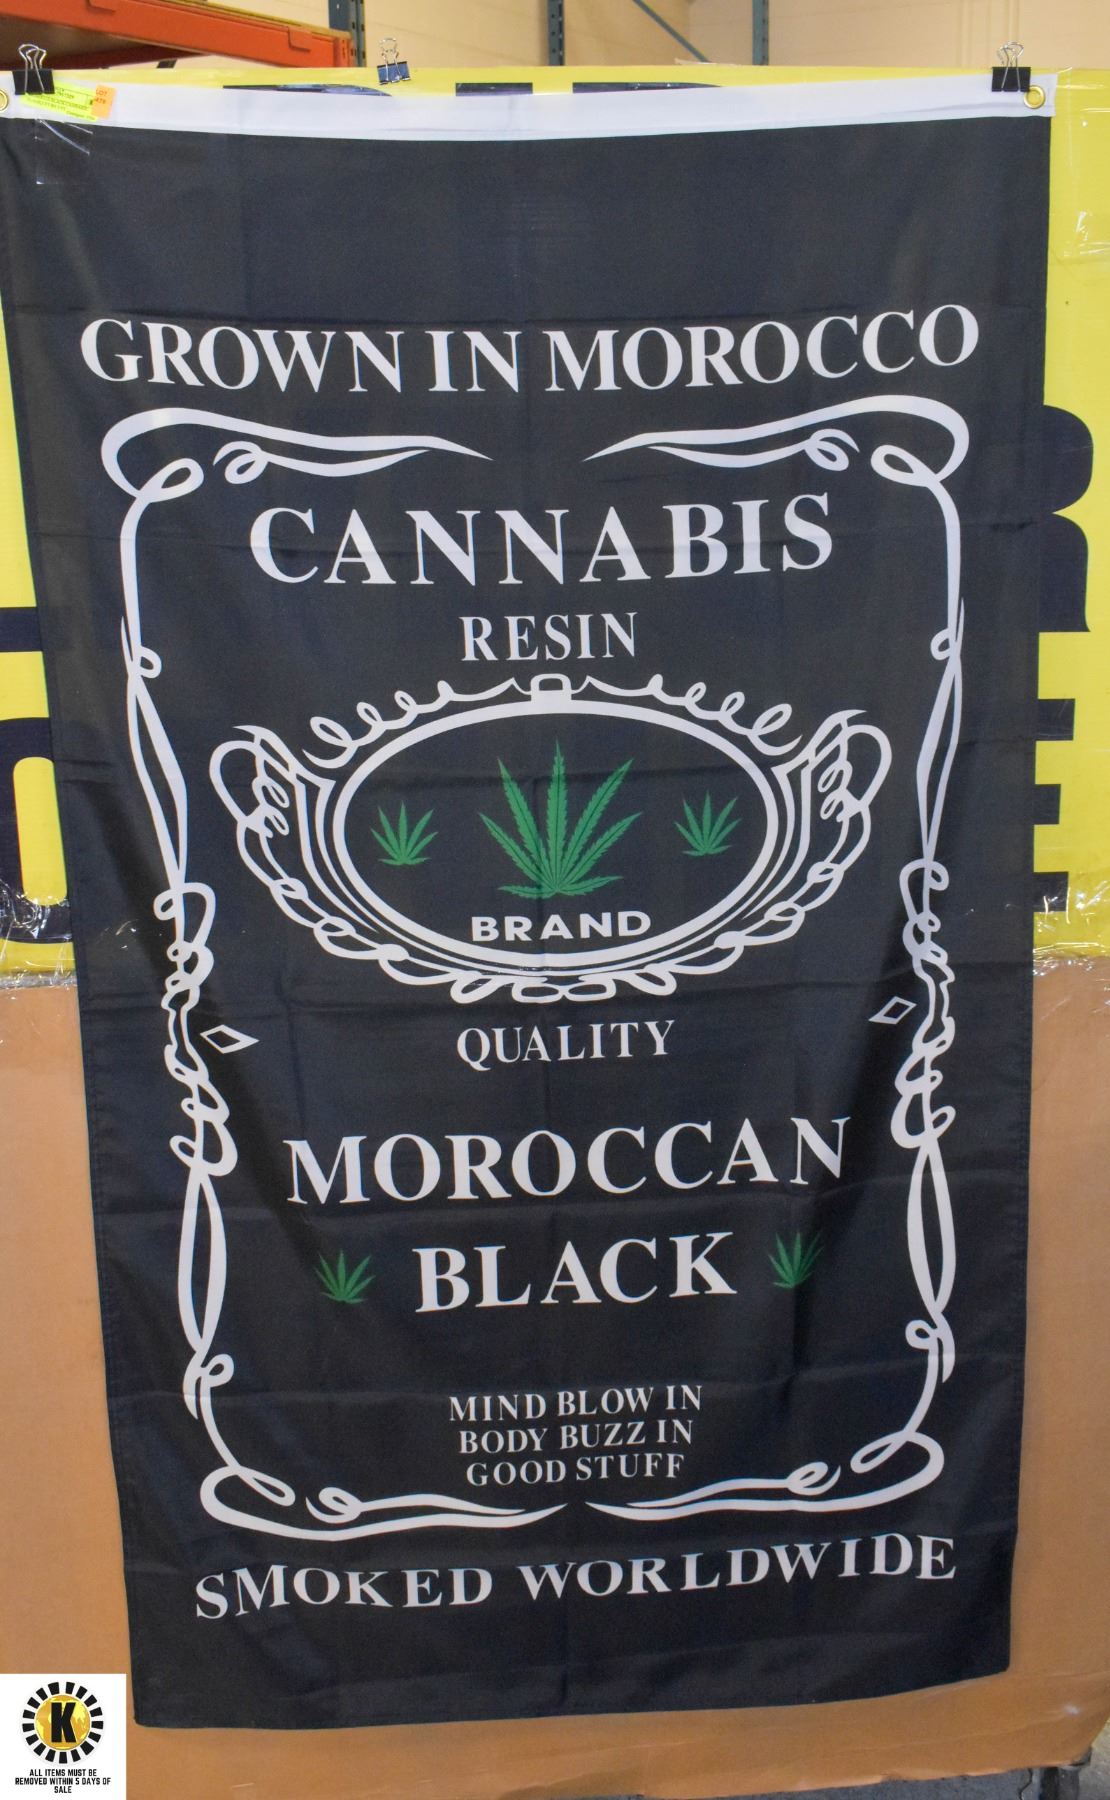 LOT
GROWN IN MOROCCO
CANNABIS
RESIN
BRAND
QUALITY
MOROCCAN
BLACK
MIND BLOW IN
BODY BUZZ IN
GOOD STUFF
SMOKED WORLDWIDE
K
ALL ITEMS MUST BE
REMOVED WITHIN 5 DAYS OF
SALE